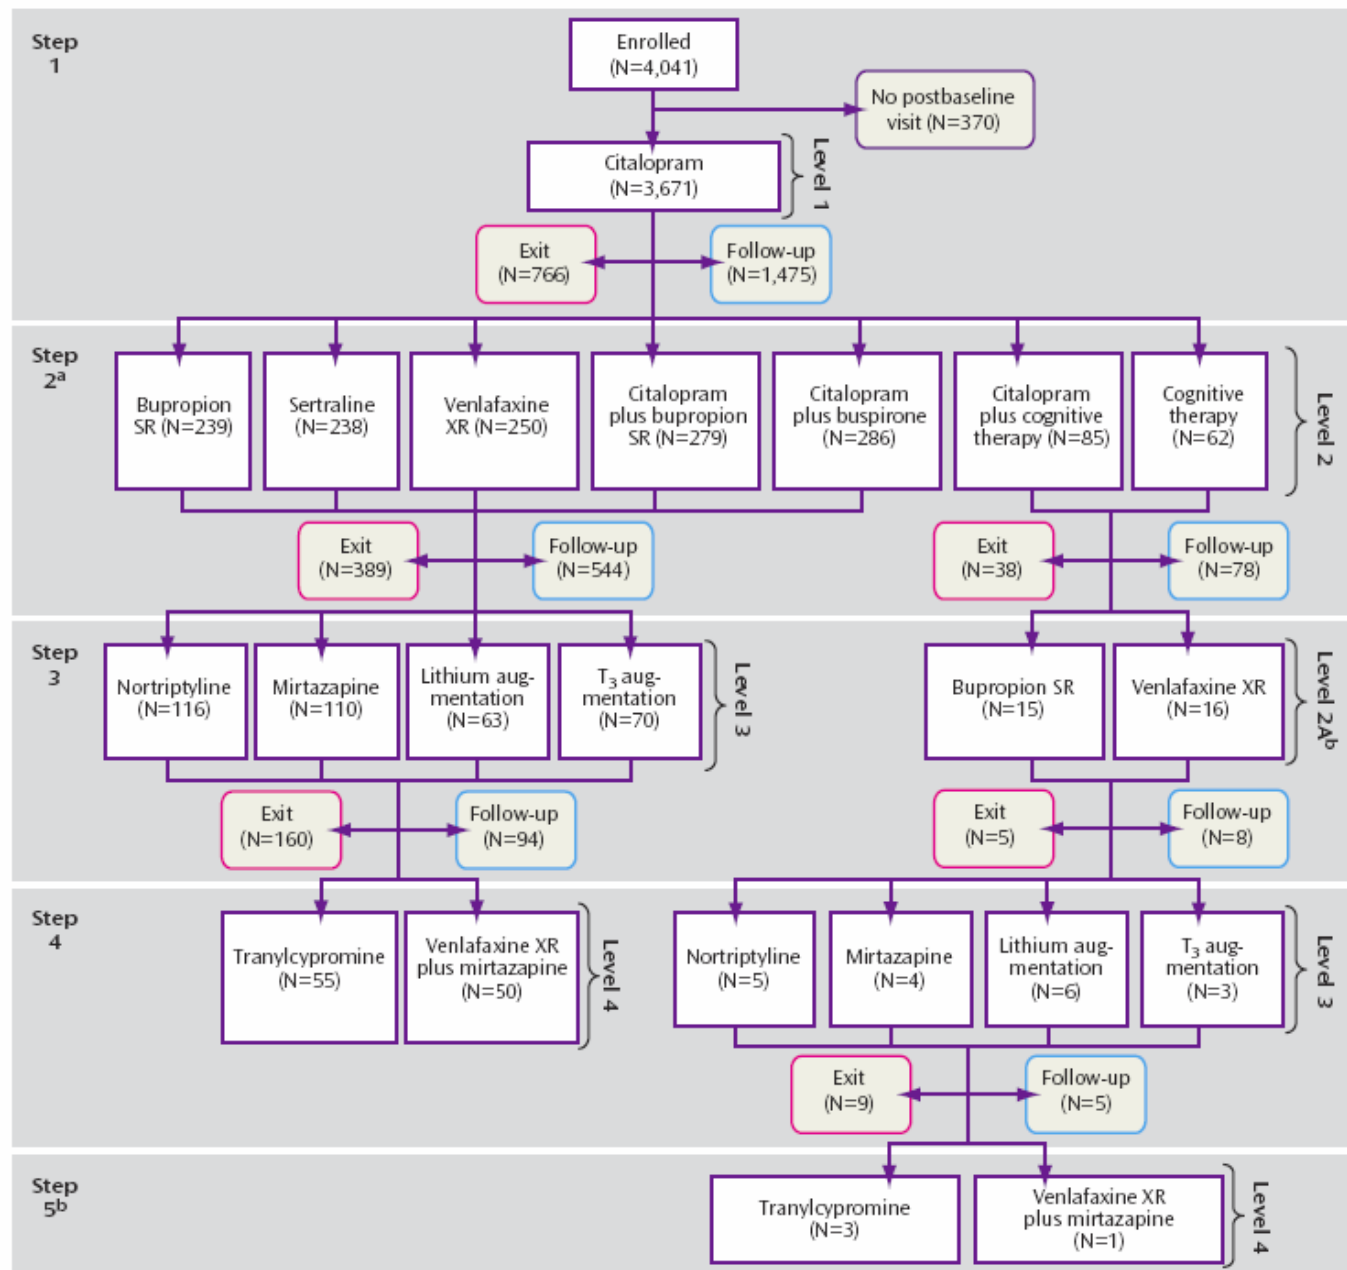 Step
1
Enrolled
(N=4,041)
No postbaseline
visit (N=370)
Citalopram
(N=3,671)
Level 1
Exit
(N=766)
Follow-up
(N=1,475)
Step
2a
Bupropion
SR (N=239)
Sertraline
(N=238)
Venlafaxine
XR (N=250)
Citalopram
plus bupropion
SR (N=279)
Citalopram
plus buspirone
(N=286)
Citalopram
plus cognitive
therapy (N=85)
Cognitive
therapy
(N=62)
Level 2
Exit
(N=389)
Follow-up
(N=544)
Exit
(N=38)
Follow-up
(N=78)
Step
3
Nortriptyline
(N=116)
Mirtazapine
(N=110)
Lithium aug-
mentation
(N=63)
T3 aug-
mentation
(N=70)
Level 3
Bupropion SR
(N=15)
Venlafaxine XR
(N=16)
Level 2Ab
Exit
(N=160)
Follow-up
(N=94)
Exit
(N=5)
Follow-up
(N=8)
Step
4
Tranylcypromine
(N=55)
Venlafaxine XR
plus mirtazapine
(N=50)
Level 4
Nortriptyline
(N=5)
Mirtazapine
(N=4)
Lithium aug-
mentation
(N=6)
T3 aug-
mentation
(N=3)
Level 3
Exit
(N=9)
Follow-up
(N=5)
Step
5b
Tranylcypromine
(N=3)
Venlafaxine XR
plus mirtazapine
(N=1)
Level 4